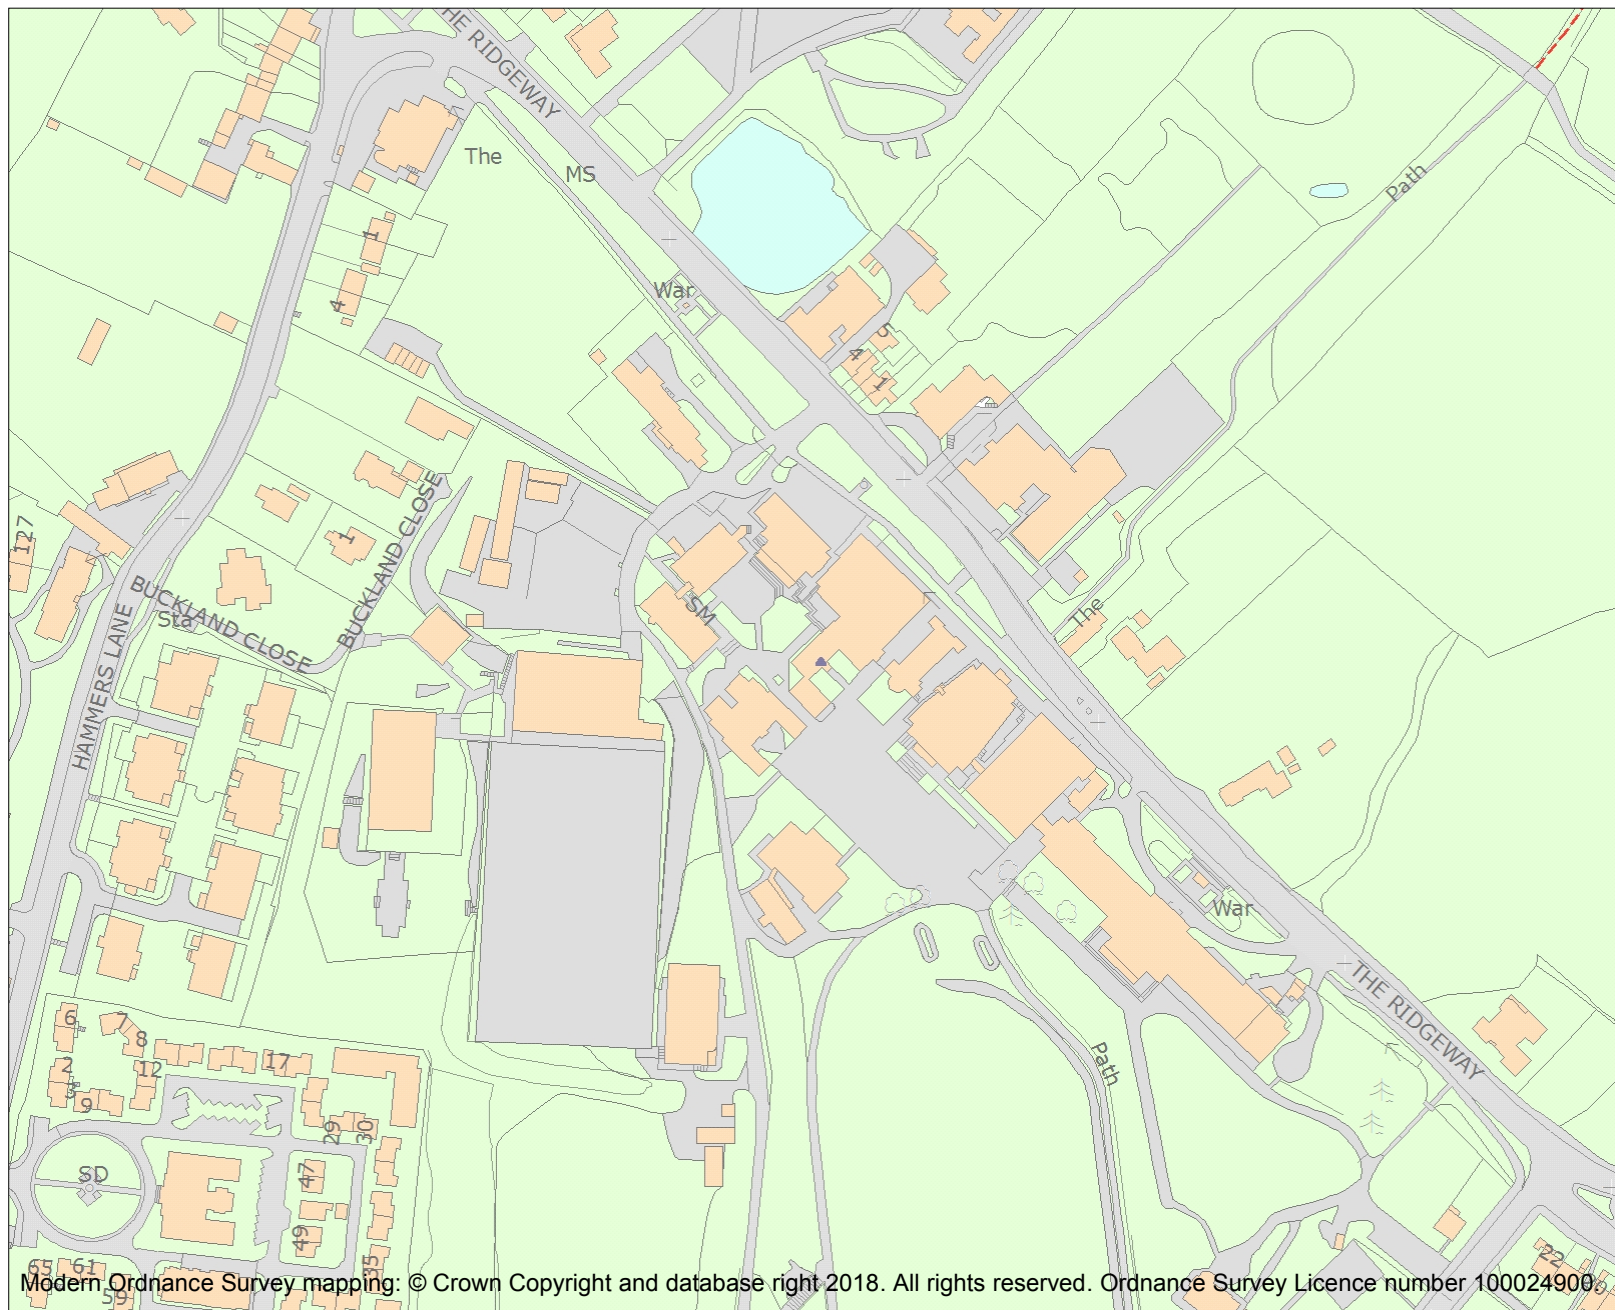 THE RIDGEWAY
The
MS
Path
1
War
4
5
4
1
127
1
BUCKLAND CLOSE
BUCKLAND CLOSE
Sta
SM
The
HAMMERS LANE
War
THE RIDGEWAY
6
7
8
17
2
12
3
9
Path
29
30
47
SD
49
35
22
65
61
59
Modern Ordnance Survey mapping: © Crown Copyright and database right 2018. All rights reserved. Ordnance Survey Licence number 100024900.